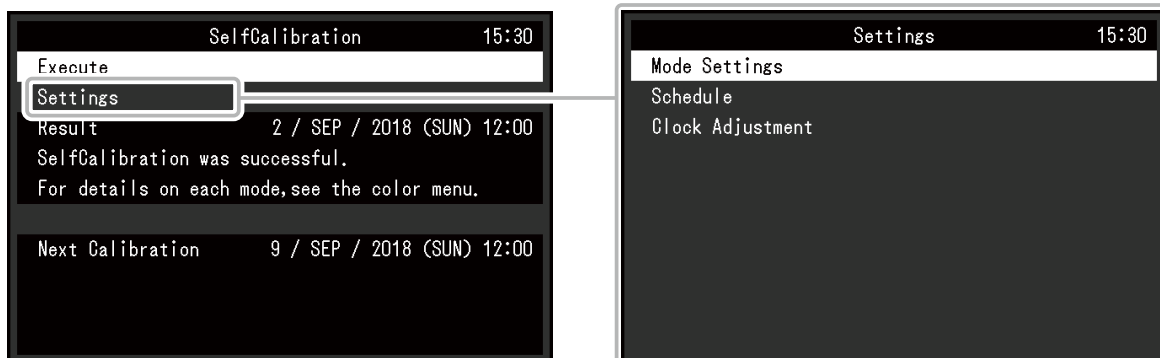 SelfCalibration 15:30
Execute
Settings
Result 2 / SEP / 2018 (SUN) 12:00
SelfCalibration was successful.
For details on each mode,see the color menu.
Next Calibration 9 / SEP / 2018 (SUN) 12:00
Settings 15:30
Mode Settings
Schedule
Clock Adjustment